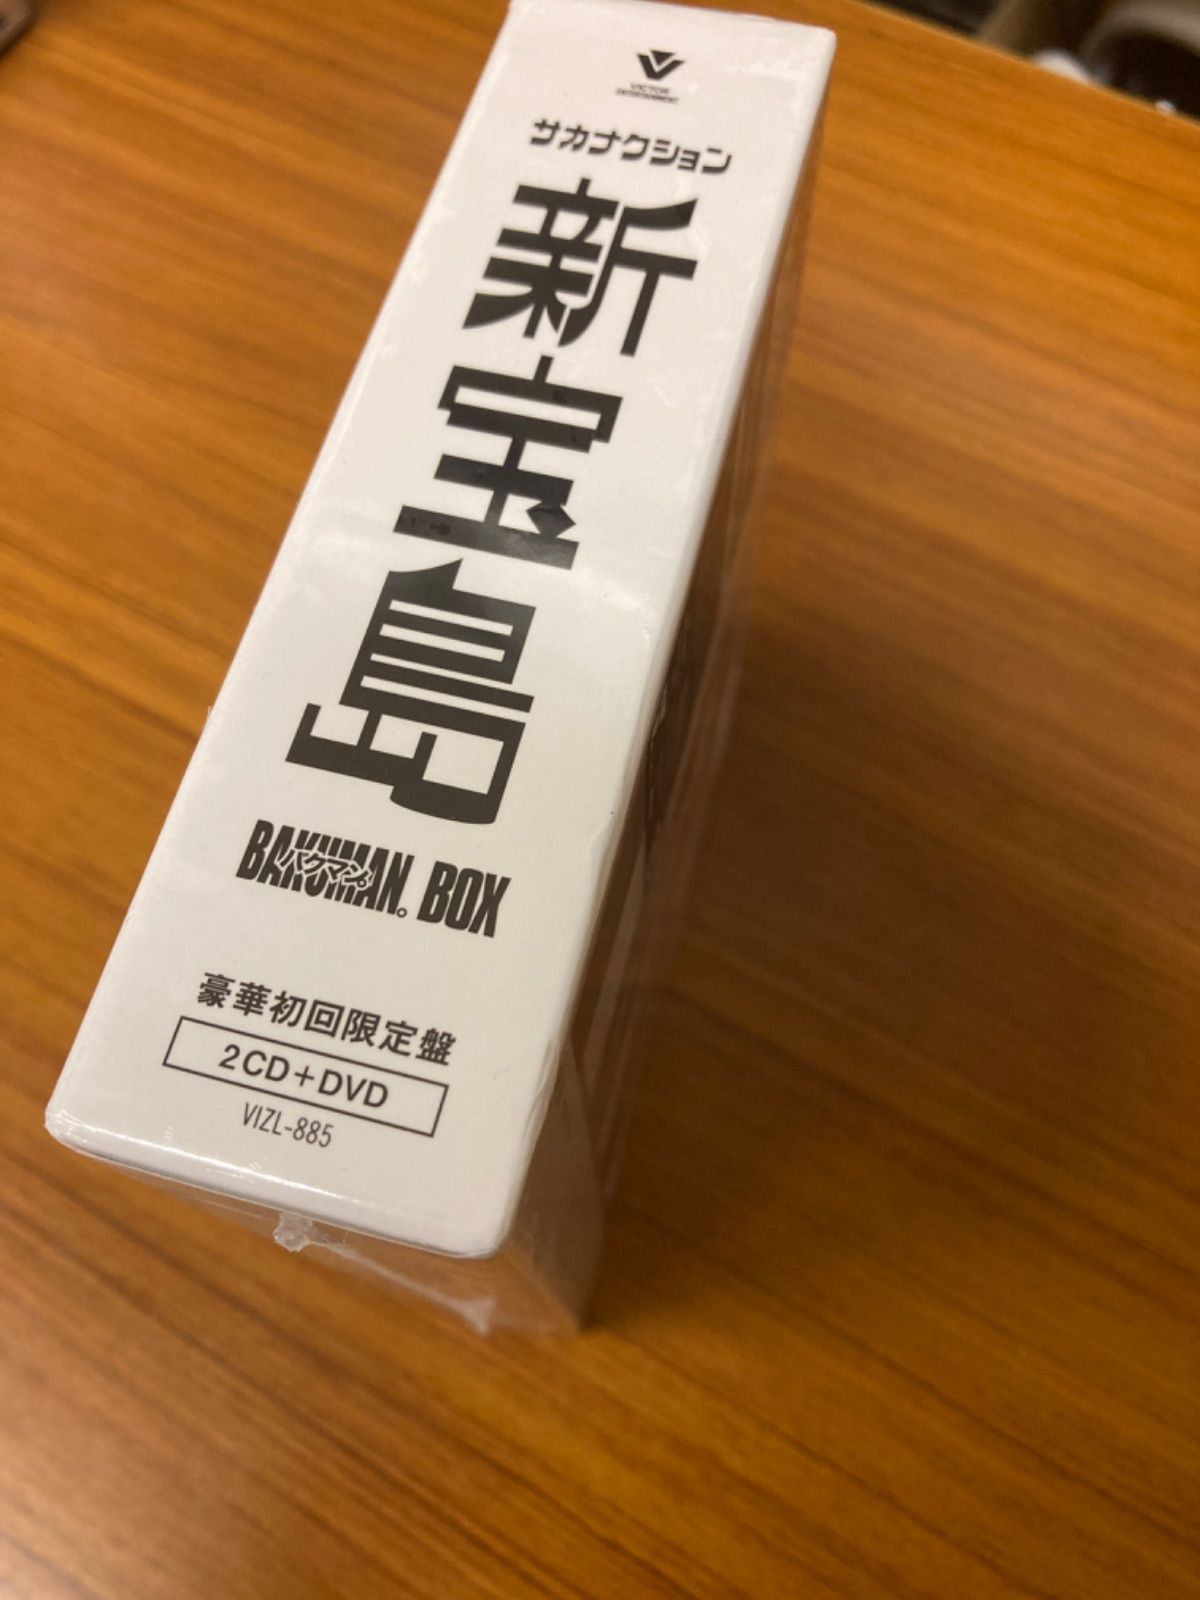 VICTOR
ENTERTAINMENT
サカナクション
新宝島
BAKUMAN。 BOX
バクマン。
豪華初回限定盤
2CD+DVD
VIZL-885